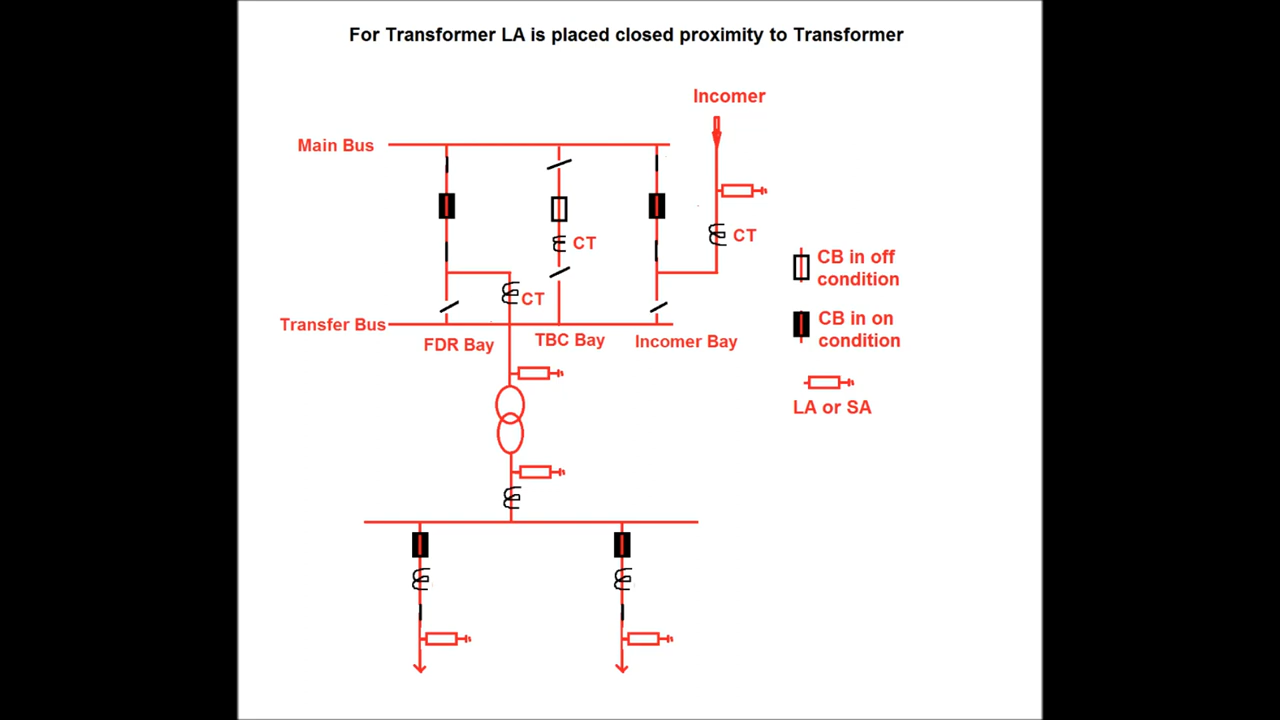 For Transformer LA is placed closed proximity to Transformer
Incomer
Main Bus
CT
CT
CB in off
condition
CT
CB in on
condition
Transfer Bus
FDR Bay
TBC Bay
Incomer Bay
LA or SA